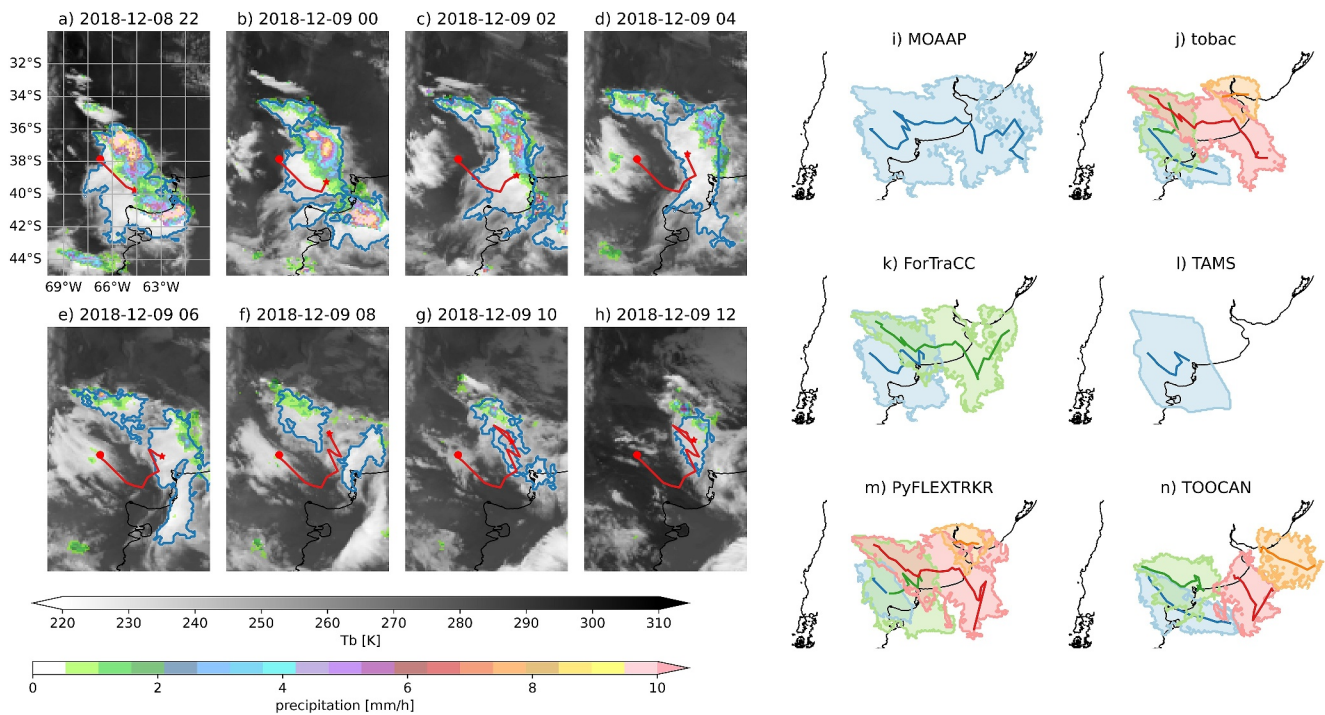 a) 2018-12-08 22
b) 2018-12-09 00
c) 2018-12-09 02
d) 2018-12-09 04
32°S
34°S
36°S
38°S
40°S
42°S
44°S
69°W 66°W 63°W
e) 2018-12-09 06
f) 2018-12-09 08
g) 2018-12-09 10
h) 2018-12-09 12
220 230 240 250 260 270 280 290 300 310
Tb [K]
0 2 4 6 8 10
precipitation [mm/h]
i) MOAAP
j) tobac
k) ForTraCC
l) TAMS
m) PyFLEXTRKR
n) TOOCAN